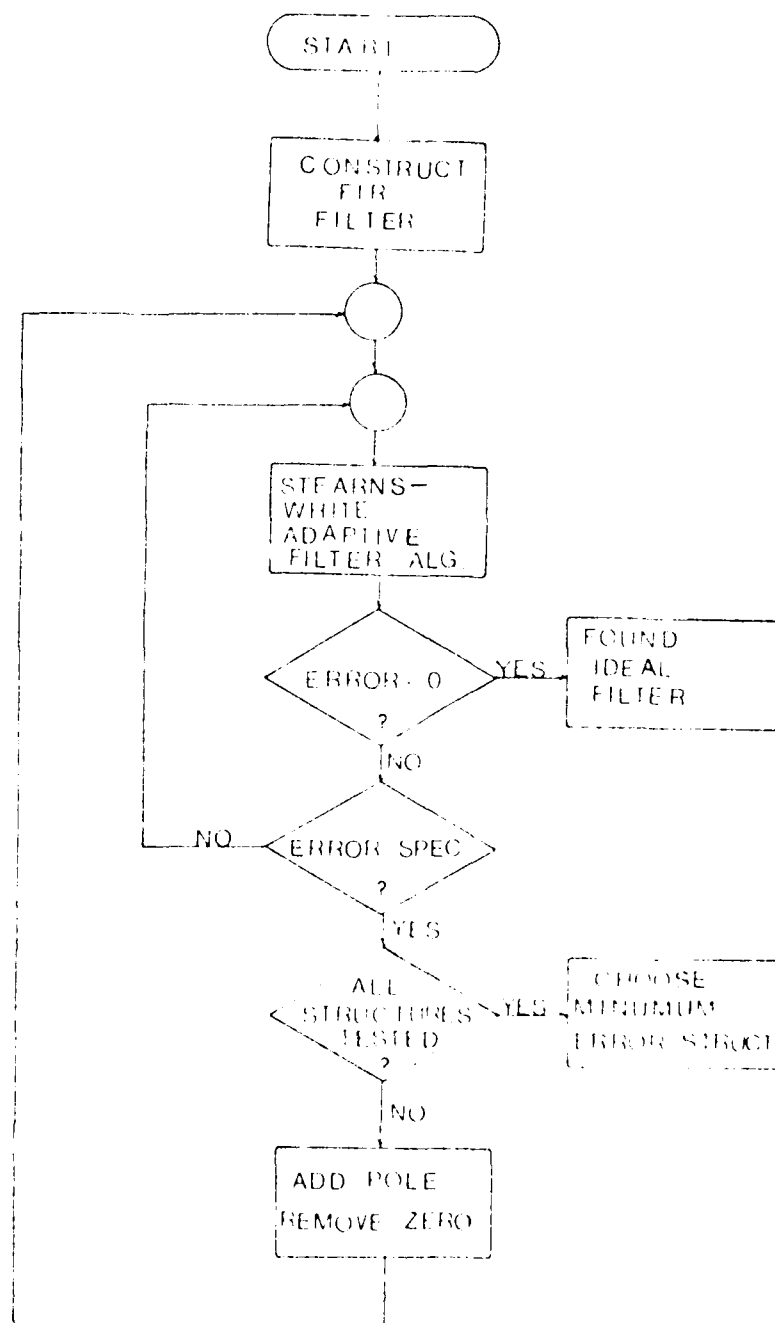 START
CONSTRUCT
FIR
FILTER
STEARNS-
WHITE
ADAPTIVE
FILTER ALG.
ERROR · 0
?
YES
FOUND
IDEAL
FILTER
NO
ERROR SPEC
?
NO
YES
ALL
STRUCTURES
TESTED
?
YES
CHOOSE
MINUMUM
ERROR STRUCT
NO
ADD POLE
REMOVE ZERO